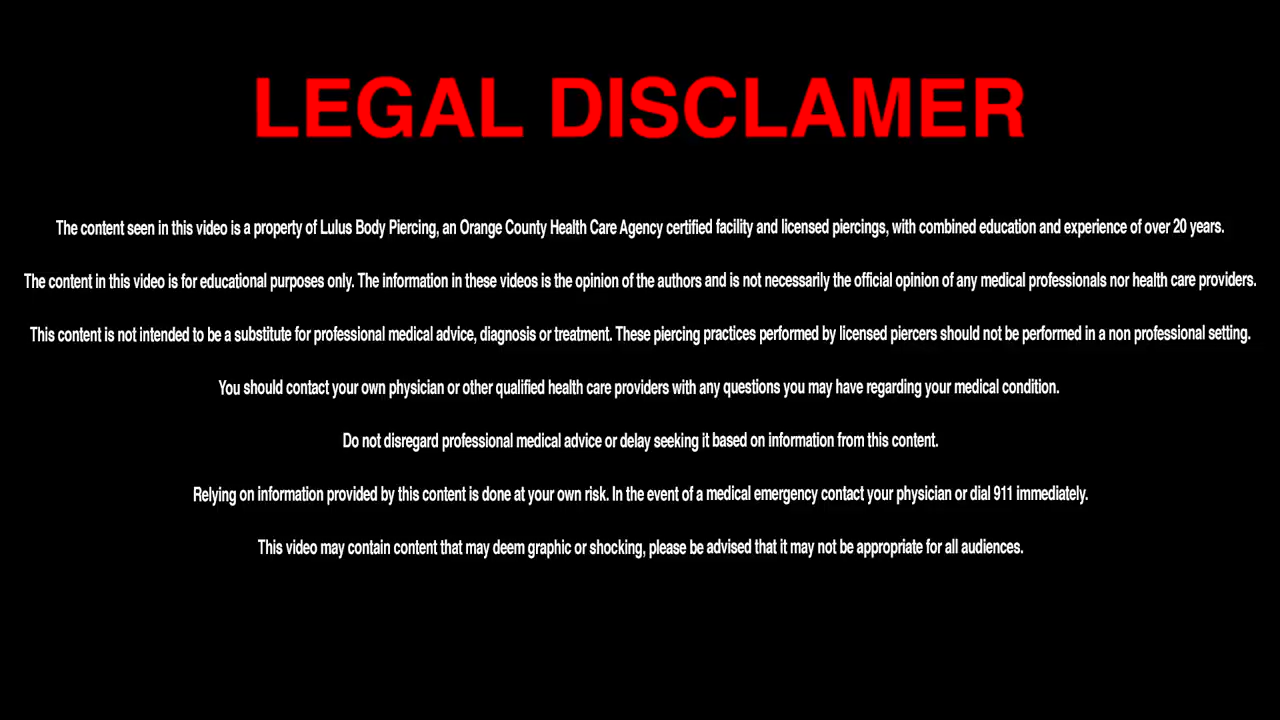 LEGAL DISCLAMER
The content seen in this video is a property of Lulus Body Piercing, an Orange County Health Care Agency certified facility and licensed piercings, with combined education and experience of over 20 years.
The content in this video is for educational purposes only. The information in these videos is the opinion of the authors and is not necessarily the official opinion of any medical professionals nor health care providers.
This content is not intended to be a substitute for professional medical advice, diagnosis or treatment. These piercing practices performed by licensed piercers should not be performed in a non professional setting.
You should contact your own physician or other qualified health care providers with any questions you may have regarding your medical condition.
Do not disregard professional medical advice or delay seeking it based on information from this content.
Relying on information provided by this content is done at your own risk. In the event of a medical emergency contact your physician or dial 911 immediately.
This video may contain content that may deem graphic or shocking, please be advised that it may not be appropriate for all audiences.